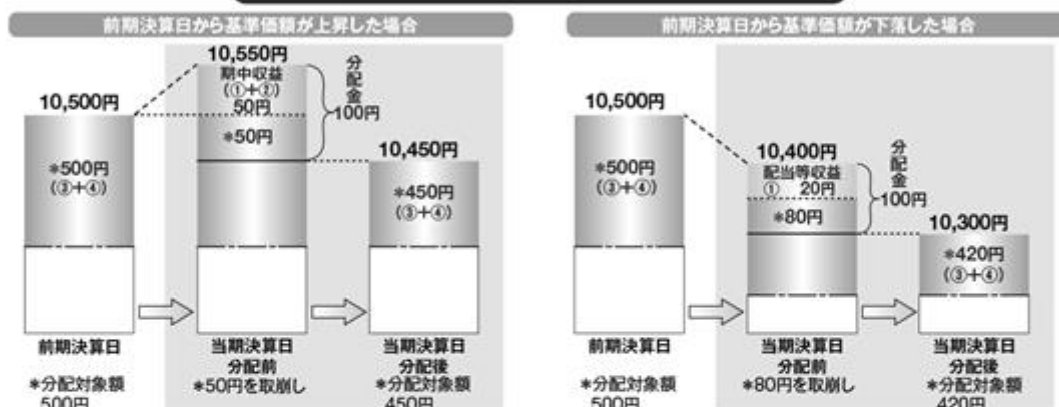 前期決算日から基準価額が上昇した場合
10,550円
期中収益
(①+②)
50円
*50円
分配金
100円
10,500円
*500円
(③+④)
10,450円
*450円
(③+④)
前期決算日
*分配対象額
500円
当期決算日
分配前
*50円を取崩し
当期決算日
分配後
*分配対象額
450円
前期決算日から基準価額が下落した場合
10,500円
*500円
(③+④)
10,400円
配当等収益
① 20円
*80円
分配金
100円
10,300円
*420円
(③+④)
前期決算日
*分配対象額
500円
当期決算日
分配前
*80円を取崩し
当期決算日
分配後
*分配対象額
420円